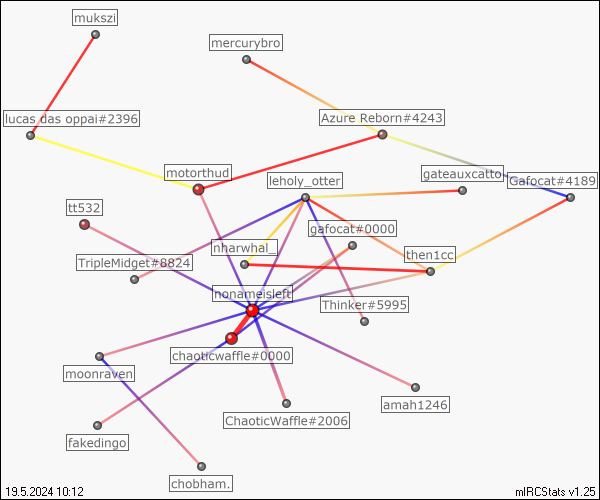 mukszi
mercurybro
lucas das oppai#2396
Azure Reborn#4243
motorthud
leholy_otter
gateauxcatto
Gafocat#4189
tt532
gafocat#0000
nharwhal_
then1cc
TripleMidget#8824
nonameisleft
Thinker#5995
chaoticwaffle#0000
moonraven
ChaoticWaffle#2006
amah1246
fakedingo
chobham.
19.5.2024 10:12
mIRCStats v1.25